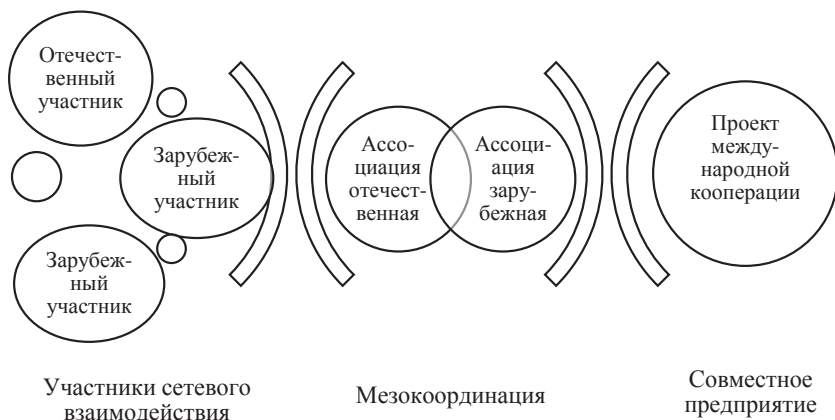 Отечест-
венный
участник
Зарубеж-
ный
участник
Зарубеж-
ный
участник
Ассо-
циация
отечест-
венная
Ассоци-
ация
зару-
бежная
Проект
между-
народной
кооперации
Участники сетевого
взаимодействия
Мезокоординация
Совместное
предприятие